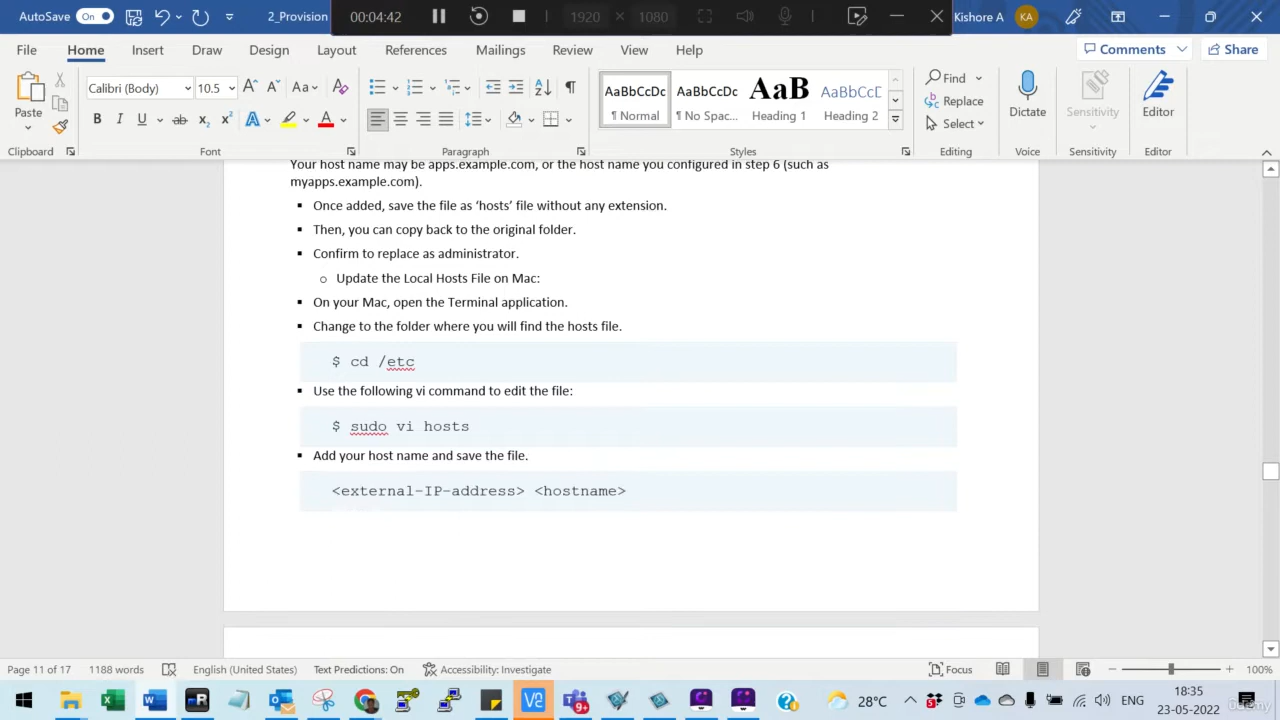 AutoSave On 2_Provision 00:04:42 1920 × 1080 Kishore A KA
File Home Insert Draw Design Layout References Mailings Review View Help Comments Share
Calibri (Body) 10.5 Aa AaBbCcDc AaBbCcDc AaB AaBbCcD Find
Paste Replace Dictate Sensitivity Editor
B I U ab x₂ x² A A ¶ Normal ¶ No Spac... Heading 1 Heading 2 Select
Clipboard Font Paragraph Styles Editing Voice Sensitivity Editor
Your host name may be apps.example.com, or the host name you configured in step 6 (such as
myapps.example.com).
▪ Once added, save the file as ‘hosts’ file without any extension.
▪ Then, you can copy back to the original folder.
▪ Confirm to replace as administrator.
o Update the Local Hosts File on Mac:
▪ On your Mac, open the Terminal application.
▪ Change to the folder where you will find the hosts file.
$ cd /etc
▪ Use the following vi command to edit the file:
$ sudo vi hosts
▪ Add your host name and save the file.
<external-IP-address> <hostname>
Page 11 of 17 1188 words English (United States) Text Predictions: On Accessibility: Investigate Focus 100%
28°C ENG 18:35
23-05-2022
udemy